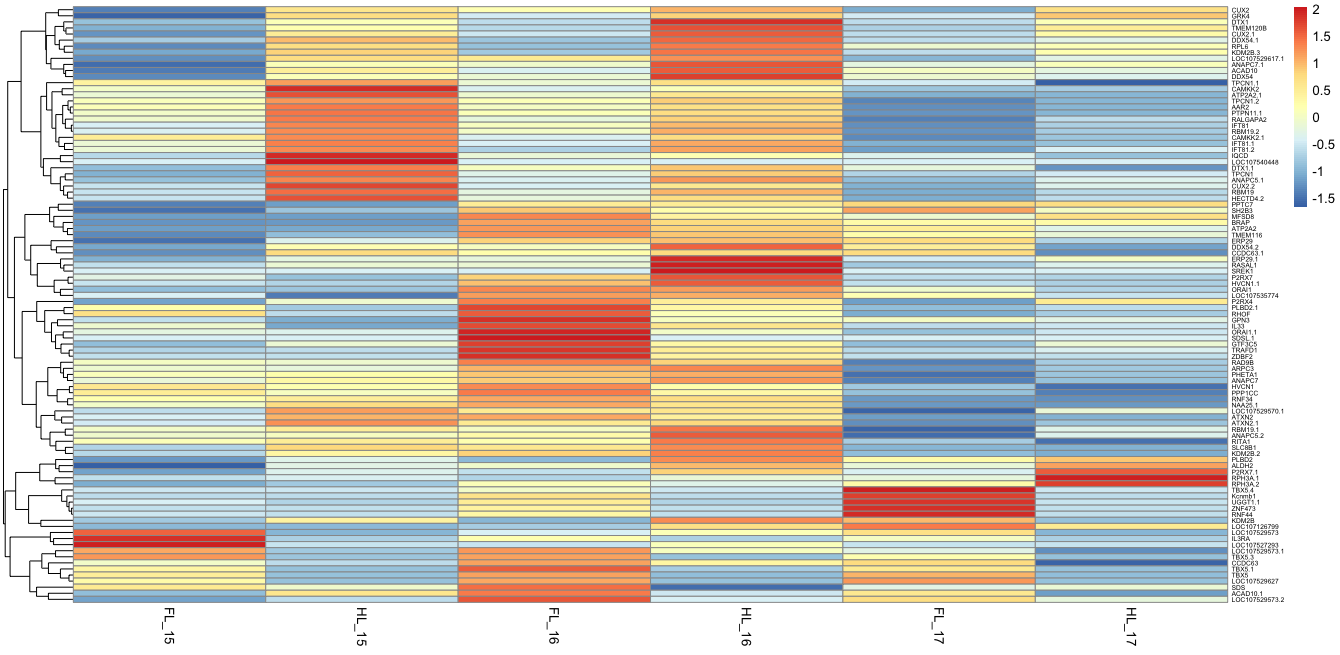 CUX2
GRK4
DTX1
TMEM120B
CUX2.1
DDX54.1
RPL6
KDM2B.3
LOC107529617.1
ANAPC7.1
ACAD10
DDX54
TPCN1.1
CAMKK2
ATP2A2.1
TPCN1.2
AAR2
PTPN11.1
RALGAPA2
IFT81
RBM19.2
CAMKK2.1
IFT81.1
IFT81.2
IQCD
LOC107540448
DTX1.1
TPCN1
ANAPC5.1
CUX2.2
RBM19
HECTD4.2
PPTC7
SH2B3
MFSD8
BRAP
ATP2A2
TMEM116
ERP29
DDX54.2
CCDC63.1
ERP29.1
RASAL1
SREK1
P2RX7
HVCN1.1
ORAI1
LOC107535774
P2RX4
PLBD2.1
RHOF
GPN3
IL33
ORAI1.1
SDSL.1
GTF3C5
TRAFD1
ZDBF2
RAD9B
ARPC3
PHETA1
ANAPC7
HVCN1
PPP1CC
RNF34
NAA25.1
LOC107529570.1
ATXN2
ATXN2.1
RBM19.1
ANAPC5.2
RITA1
SLC8B1
KDM2B.2
PLBD2
ALDH2
P2RX7.1
RPH3A.1
RPH3A.2
TBX5.4
Kcnmb1
UGGT1.1
ZNF473
RNF44
KDM2B
LOC107126799
LOC107529573
IL3RA
LOC107527293
LOC107529573.1
TBX5.3
CCDC63
TBX5.1
TBX5
LOC107529627
SDS
ACAD10.1
LOC107529573.2
FL_15
HL_15
FL_16
HL_16
FL_17
HL_17
2
1.5
1
0.5
0
-0.5
-1
-1.5